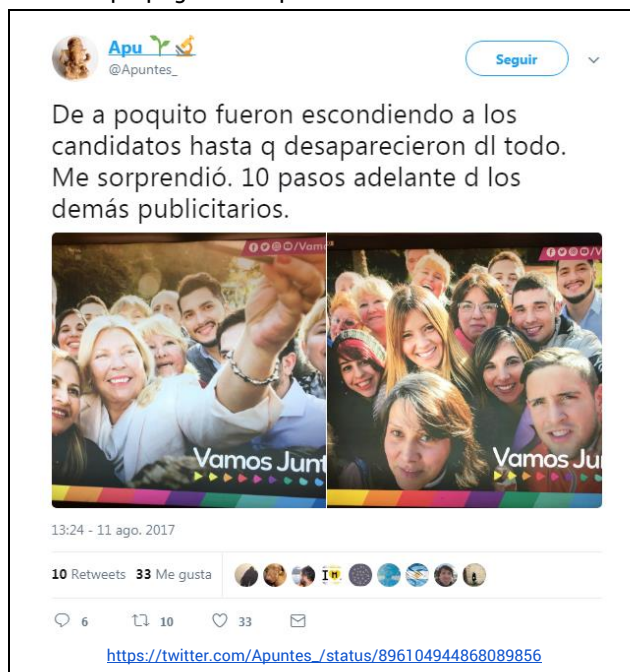 Apu
@Apuntes_
Seguir
De a poquito fueron escondiendo a los
candidatos hasta q desaparecieron dl todo.
Me sorprendió. 10 pasos adelante d los
demás publicitarios.
/Vam
Vamos Junt
/V
Vamos Ju
13:24 - 11 ago. 2017
10 Retweets 33 Me gusta
6 10 33
https://twitter.com/Apuntes_/status/896104944868089856